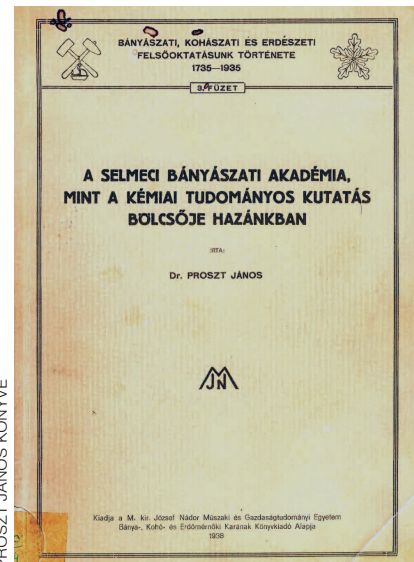 BÁNYÁSZATI, KOHÁSZATI ÉS ERDÉSZETI
FELSŐOKTATÁSUNK TÖRTÉNETE
1735—1935
3. FÜZET
A SELMECI BÁNYÁSZATI AKADÉMIA,
MINT A KÉMIAI TUDOMÁNYOS KUTATÁS
BÖLCSŐJE HAZÁNKBAN
ÍRTA:
Dr. PROSZT JÁNOS
Kiadja a M. kir. József Nádor Műszaki és Gazdaságtudományi Egyetem
Bánya-, Kohó- és Erdőmérnöki Karának Könyvkiadó Alapja
1938
PROSZT JÁNOS KÖNYVE